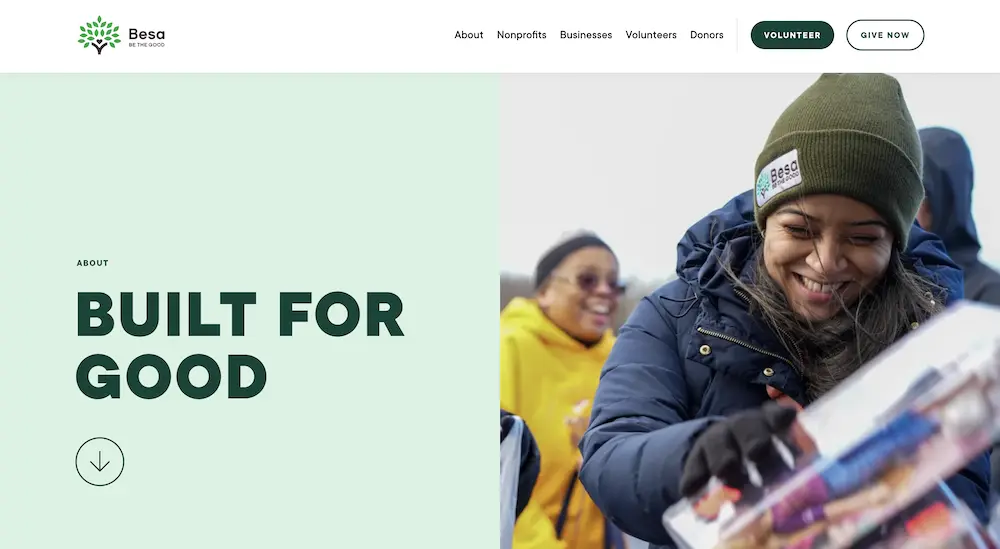 Besa
BE THE GOOD
About Nonprofits Businesses Volunteers Donors VOLUNTEER GIVE NOW
ABOUT
BUILT FOR
GOOD
Besa
BE THE GOOD